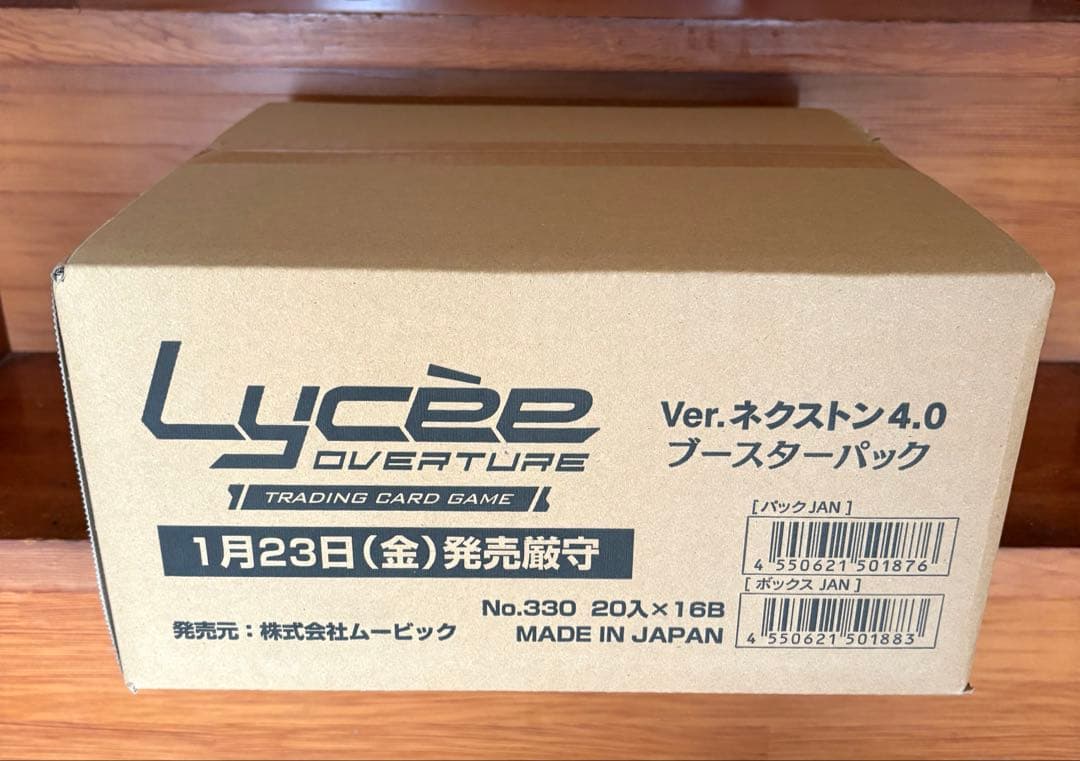 Lycèe
OVERTURE
TRADING CARD GAME
1月23日(金)発売厳守
発売元:株式会社ムービック
Ver.ネクストン4.0
ブースターパック
[ パックJAN ]
4 550621 501876
[ ボックス JAN ]
4 550621 501883
No.330 20入×16B
MADE IN JAPAN